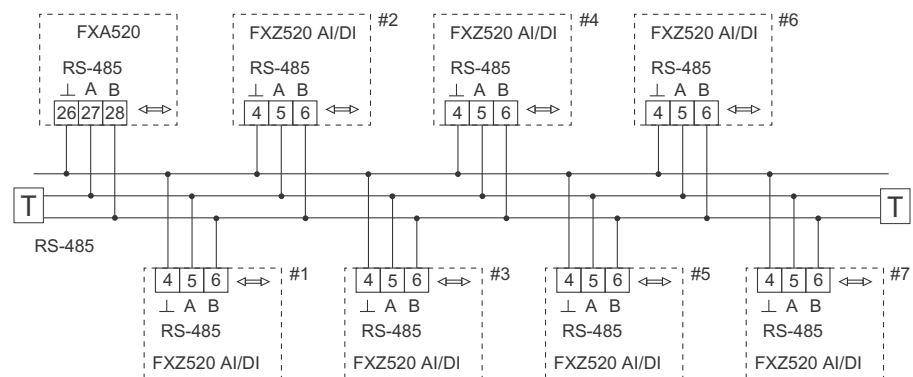 FXA520
RS-485
⊥ A B
26 27 28
#2
FXZ520 AI/DI
RS-485
⊥ A B
4 5 6
#4
FXZ520 AI/DI
RS-485
⊥ A B
4 5 6
#6
FXZ520 AI/DI
RS-485
⊥ A B
4 5 6
T
T
RS-485
#1
4 5 6
⊥ A B
RS-485
FXZ520 AI/DI
#3
4 5 6
⊥ A B
RS-485
FXZ520 AI/DI
#5
4 5 6
⊥ A B
RS-485
FXZ520 AI/DI
#7
4 5 6
⊥ A B
RS-485
FXZ520 AI/DI